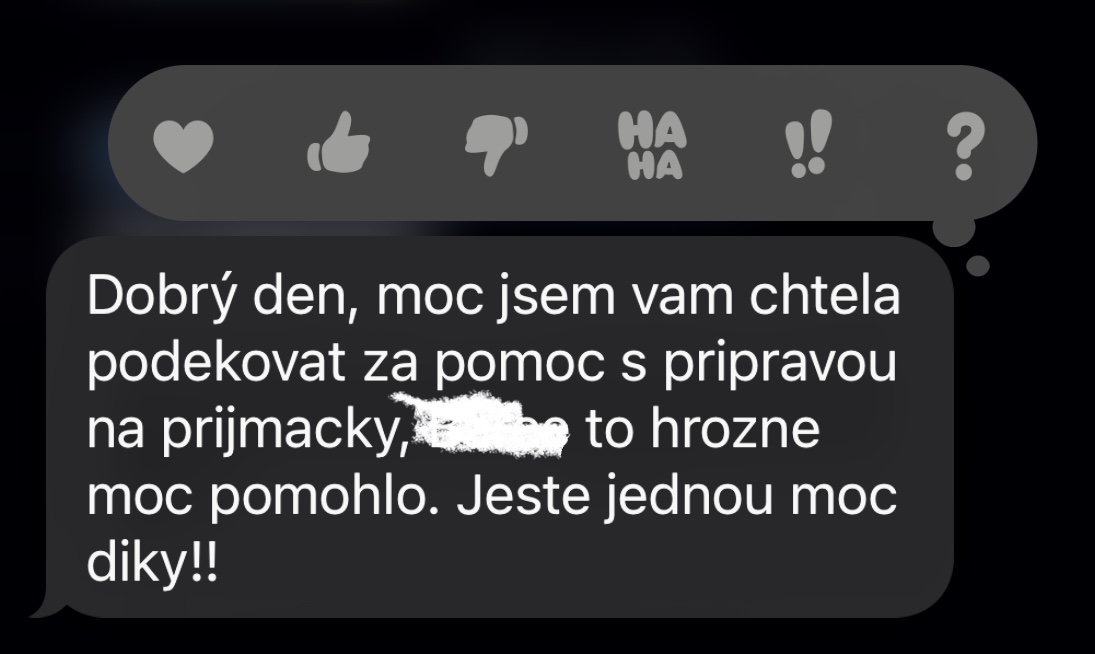 HA
HA
!!
?
Dobrý den, moc jsem vam chtela
podekovat za pomoc s pripravou
na prijmacky, to hrozne
moc pomohlo. Jeste jednou moc
diky!!